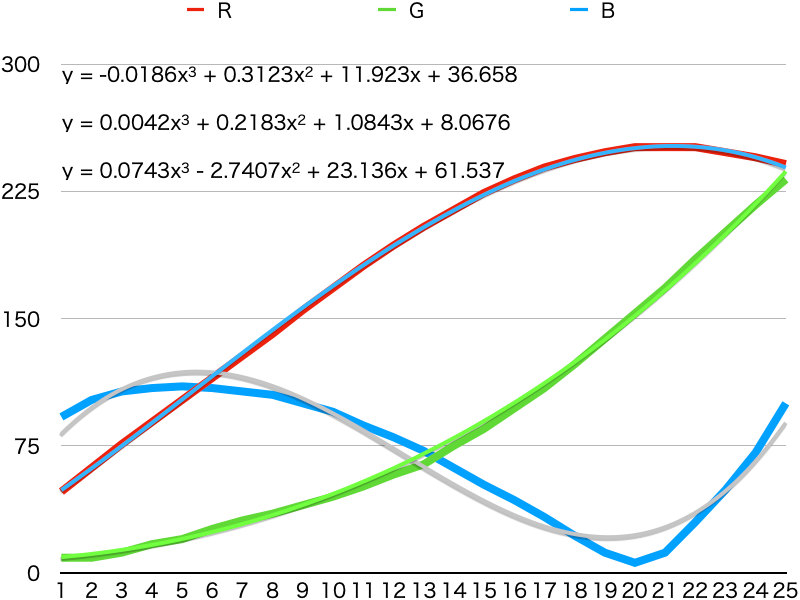 R G B
300
y = -0.0186x³ + 0.3123x² + 11.923x + 36.658
y = 0.0042x³ + 0.2183x² + 1.0843x + 8.0676
y = 0.0743x³ - 2.7407x² + 23.136x + 61.537
225
150
75
0
1 2 3 4 5 6 7 8 9 10 11 12 13 14 15 16 17 18 19 20 21 22 23 24 25